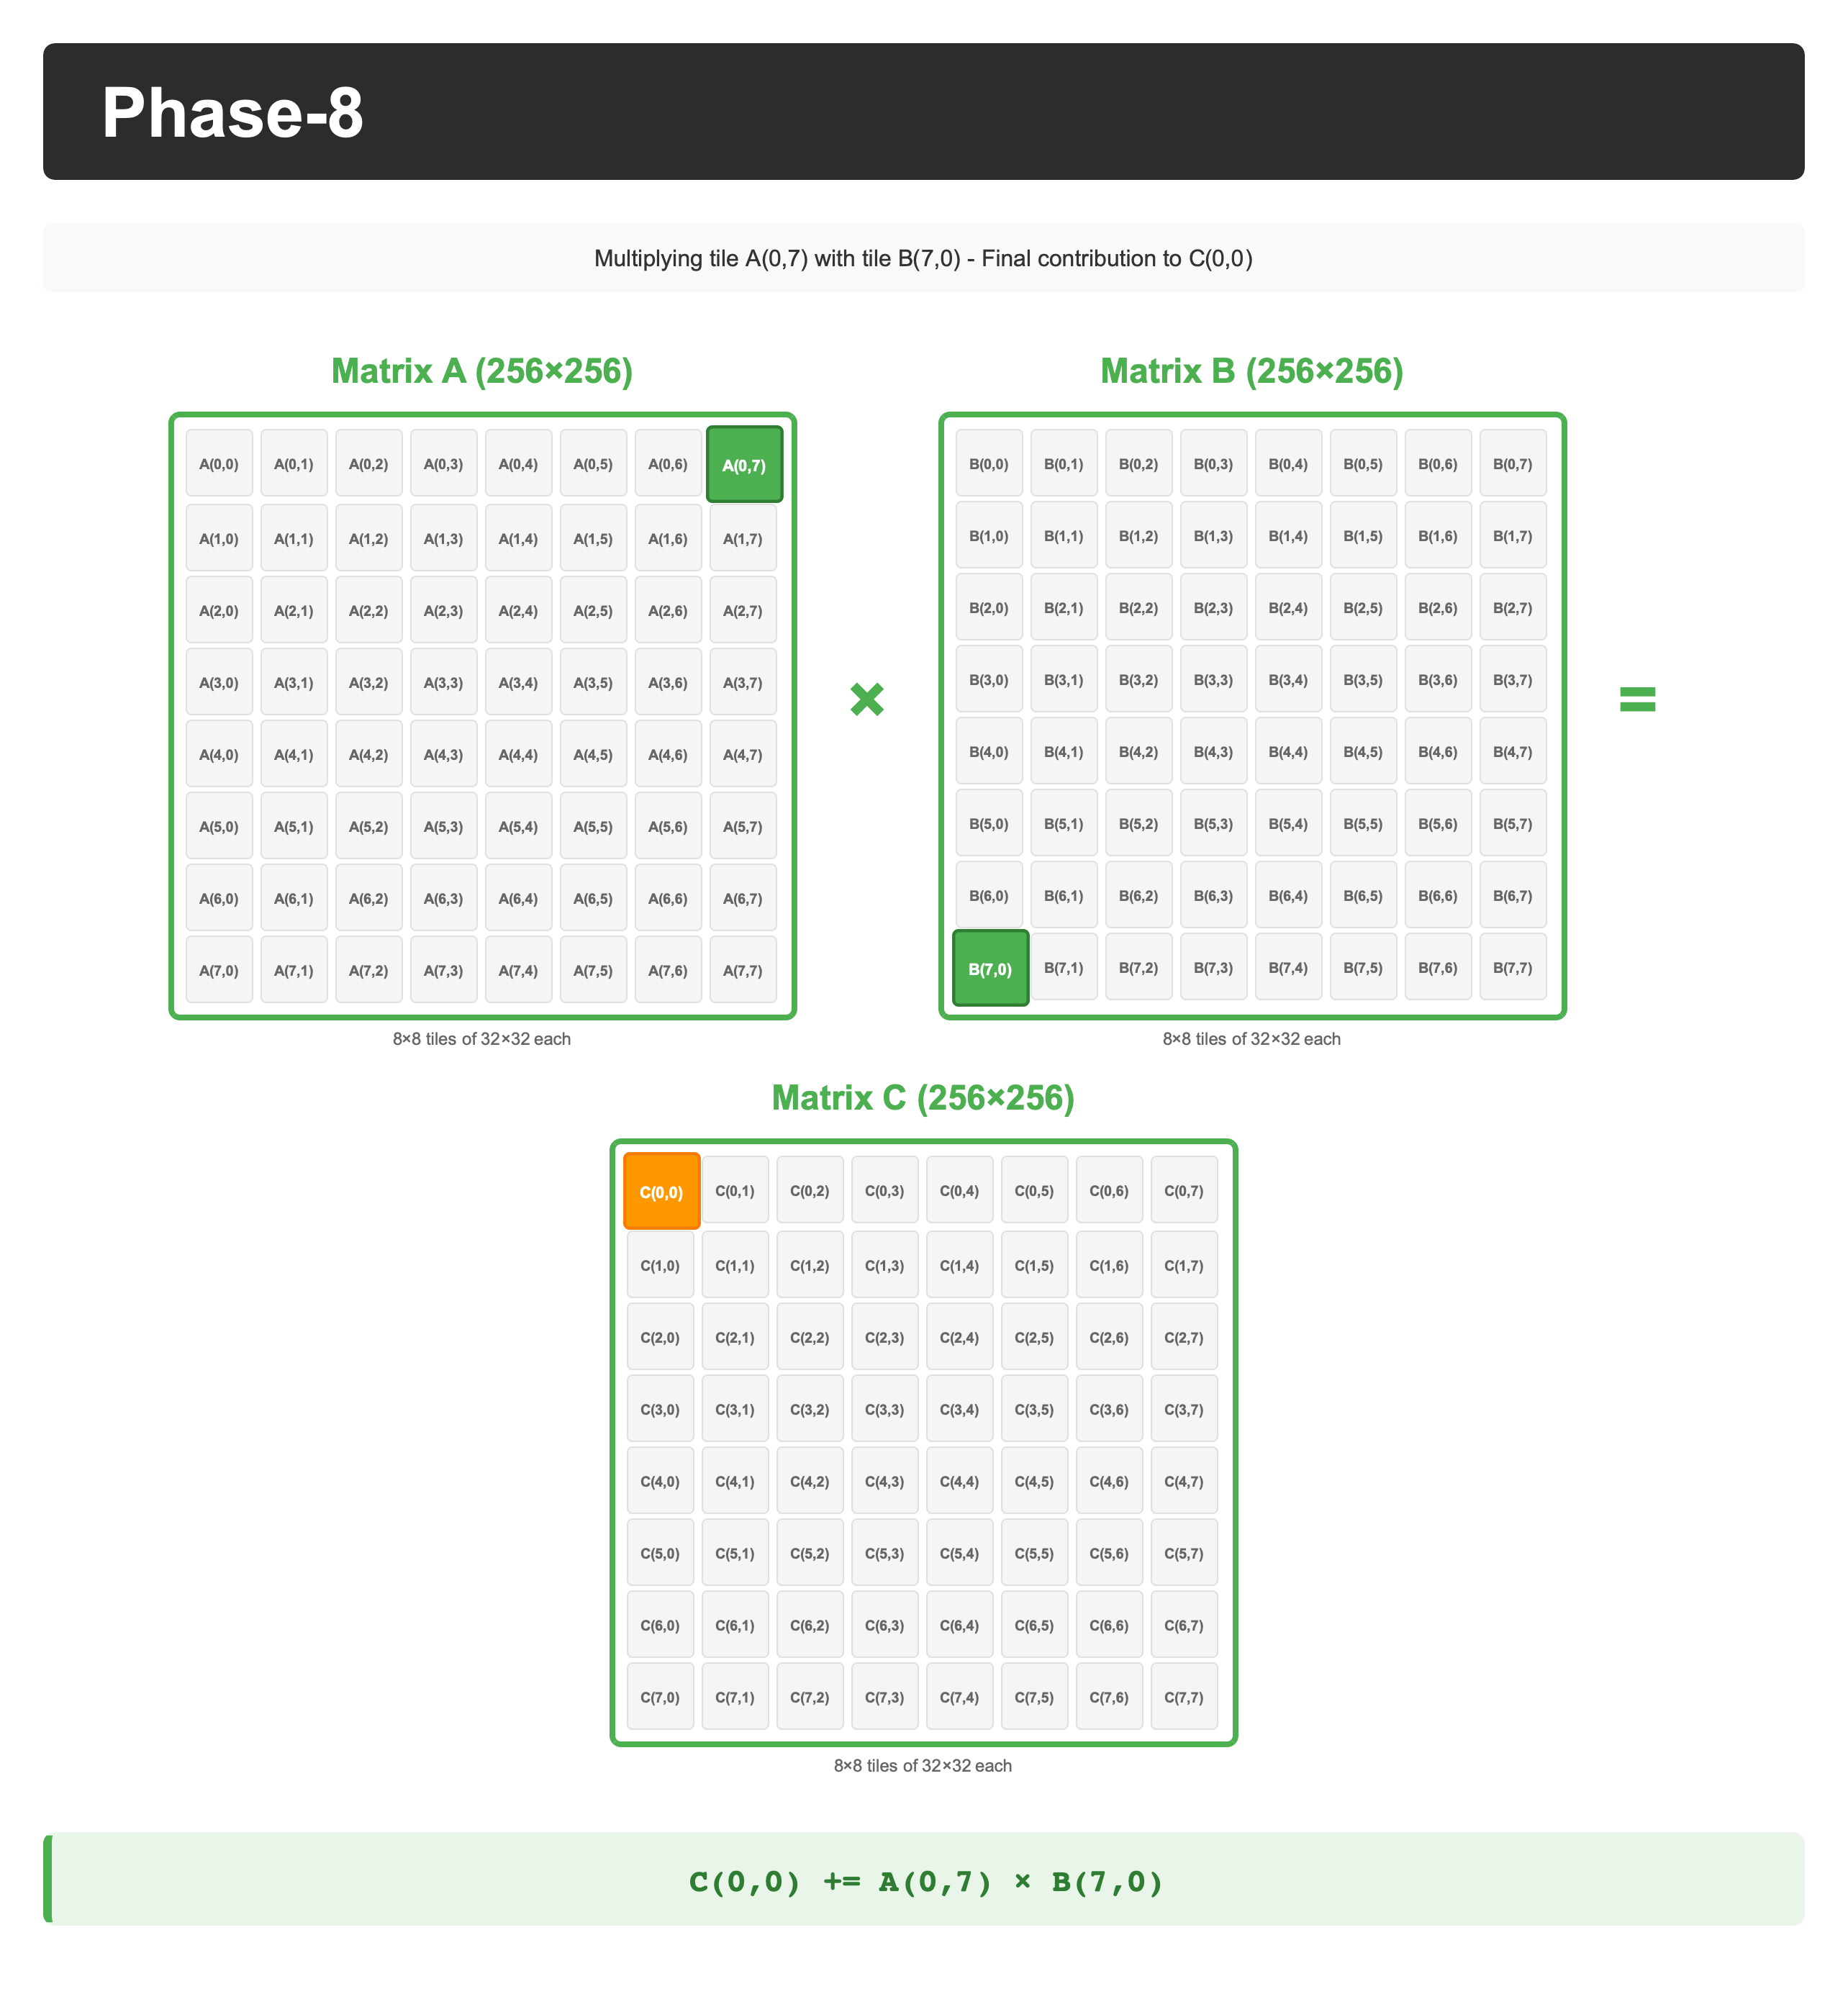 Phase-8
Multiplying tile A(0,7) with tile B(7,0) - Final contribution to C(0,0)
Matrix A (256×256)
A(0,0) A(0,1) A(0,2) A(0,3) A(0,4) A(0,5) A(0,6) A(0,7)
A(1,0) A(1,1) A(1,2) A(1,3) A(1,4) A(1,5) A(1,6) A(1,7)
A(2,0) A(2,1) A(2,2) A(2,3) A(2,4) A(2,5) A(2,6) A(2,7)
A(3,0) A(3,1) A(3,2) A(3,3) A(3,4) A(3,5) A(3,6) A(3,7)
A(4,0) A(4,1) A(4,2) A(4,3) A(4,4) A(4,5) A(4,6) A(4,7)
A(5,0) A(5,1) A(5,2) A(5,3) A(5,4) A(5,5) A(5,6) A(5,7)
A(6,0) A(6,1) A(6,2) A(6,3) A(6,4) A(6,5) A(6,6) A(6,7)
A(7,0) A(7,1) A(7,2) A(7,3) A(7,4) A(7,5) A(7,6) A(7,7)
8×8 tiles of 32×32 each
×
Matrix B (256×256)
B(0,0) B(0,1) B(0,2) B(0,3) B(0,4) B(0,5) B(0,6) B(0,7)
B(1,0) B(1,1) B(1,2) B(1,3) B(1,4) B(1,5) B(1,6) B(1,7)
B(2,0) B(2,1) B(2,2) B(2,3) B(2,4) B(2,5) B(2,6) B(2,7)
B(3,0) B(3,1) B(3,2) B(3,3) B(3,4) B(3,5) B(3,6) B(3,7)
B(4,0) B(4,1) B(4,2) B(4,3) B(4,4) B(4,5) B(4,6) B(4,7)
B(5,0) B(5,1) B(5,2) B(5,3) B(5,4) B(5,5) B(5,6) B(5,7)
B(6,0) B(6,1) B(6,2) B(6,3) B(6,4) B(6,5) B(6,6) B(6,7)
B(7,0) B(7,1) B(7,2) B(7,3) B(7,4) B(7,5) B(7,6) B(7,7)
8×8 tiles of 32×32 each
=
Matrix C (256×256)
C(0,0) C(0,1) C(0,2) C(0,3) C(0,4) C(0,5) C(0,6) C(0,7)
C(1,0) C(1,1) C(1,2) C(1,3) C(1,4) C(1,5) C(1,6) C(1,7)
C(2,0) C(2,1) C(2,2) C(2,3) C(2,4) C(2,5) C(2,6) C(2,7)
C(3,0) C(3,1) C(3,2) C(3,3) C(3,4) C(3,5) C(3,6) C(3,7)
C(4,0) C(4,1) C(4,2) C(4,3) C(4,4) C(4,5) C(4,6) C(4,7)
C(5,0) C(5,1) C(5,2) C(5,3) C(5,4) C(5,5) C(5,6) C(5,7)
C(6,0) C(6,1) C(6,2) C(6,3) C(6,4) C(6,5) C(6,6) C(6,7)
C(7,0) C(7,1) C(7,2) C(7,3) C(7,4) C(7,5) C(7,6) C(7,7)
8×8 tiles of 32×32 each
C(0,0) += A(0,7) × B(7,0)